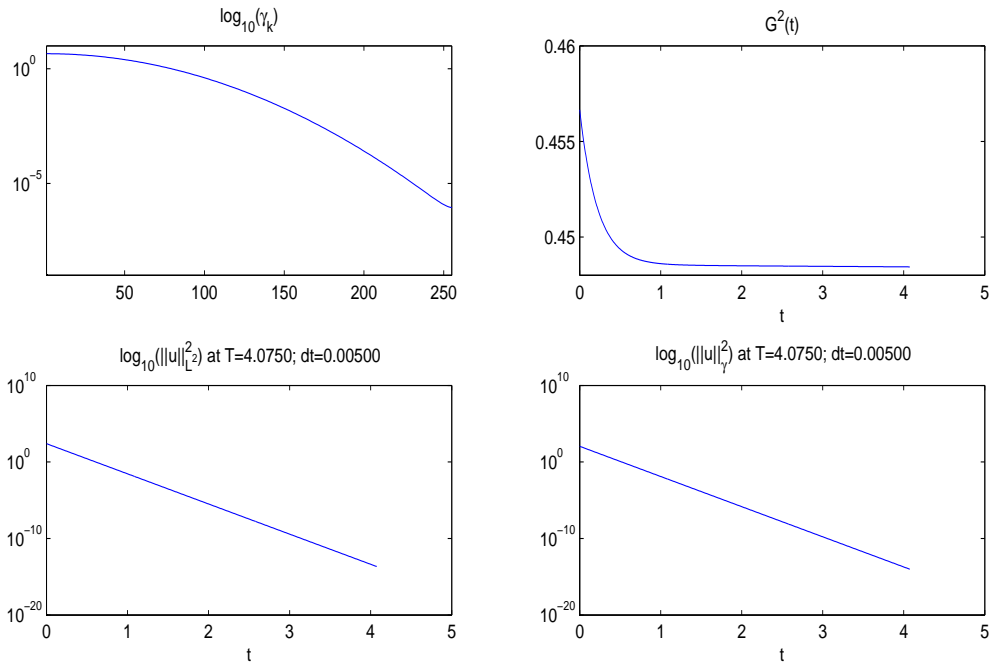 log10(γk)
10^0
10^-5
50 100 150 200 250
G^2(t)
0.46
0.455
0.45
0 1 2 3 4 5
t
log10(||u||^2_L^2) at T=4.0750; dt=0.00500
10^10
10^0
10^-10
10^-20
0 1 2 3 4 5
t
log10(||u||^2_γ) at T=4.0750; dt=0.00500
10^10
10^0
10^-10
10^-20
0 1 2 3 4 5
t